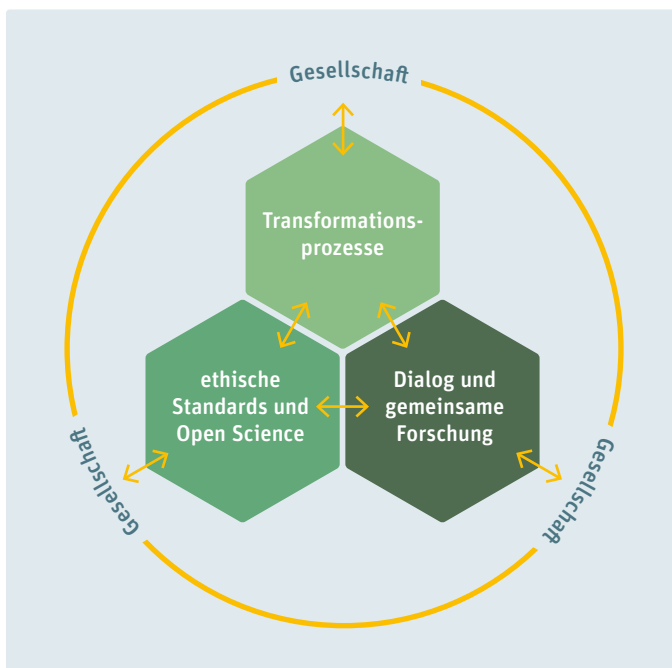 Gesellschaft
Transformations-
prozesse
ethische
Standards und
Open Science
Dialog und
gemeinsame
Forschung
Gesellschaft
Gesellschaft